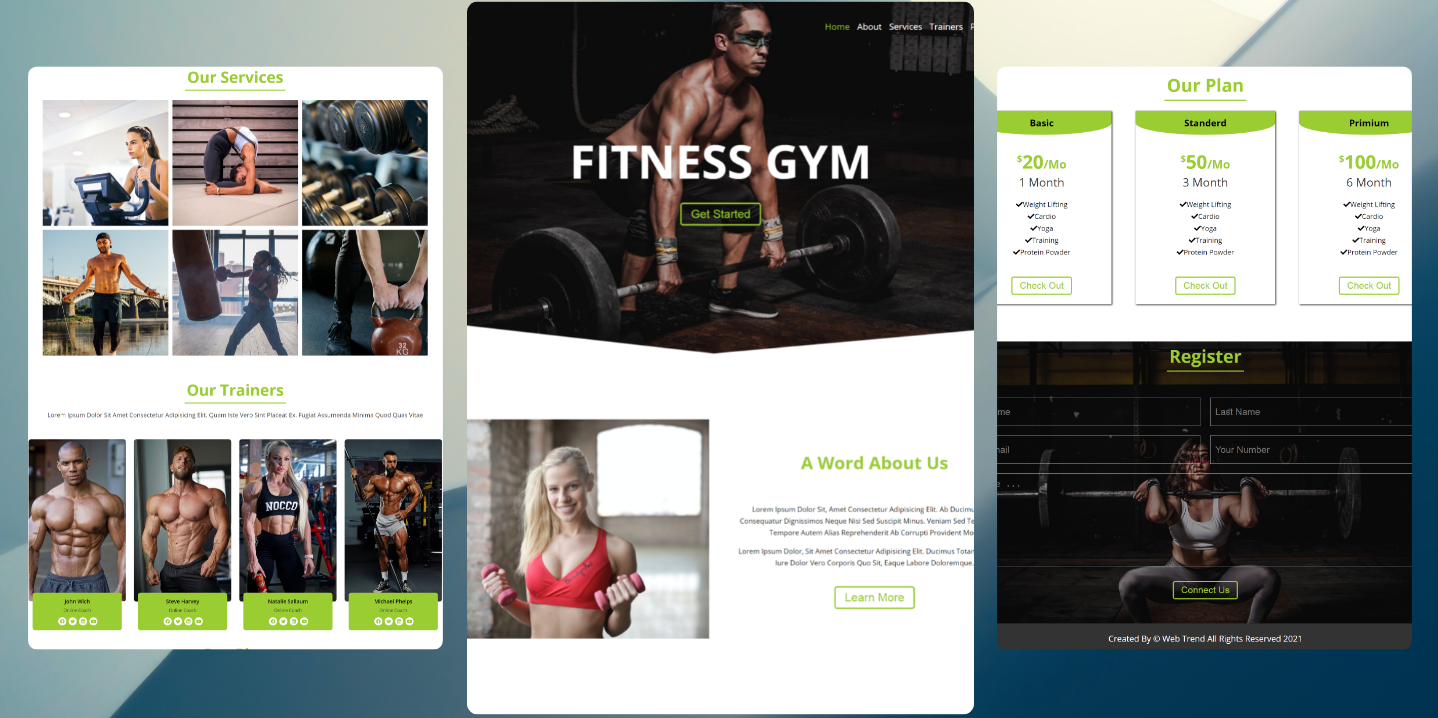 Our Services
32
KG
Our Trainers
Lorem Ipsum Dolor Sit Amet Consectetur Adipisicing Elit. Quam Iste Vero Sint Placeat Ex. Fugiat Assumenda Minima Quod Quas Vitae
NOCCO
John Wich
Online Coach
Steve Harvey
Online Coach
Natalie Sallaum
Online Coach
Michael Phelps
Online Coach
Home About Services Trainers P
FITNESS GYM
Get Started
A Word About Us
Lorem Ipsum Dolor Sit, Amet Consectetur Adipisicing Elit. Ab Ducimu
Consequatur Dignissimos Neque Nisi Sed Suscipit Minus. Veniam Sed Te
Tempore Autem Alias Reprehenderit Ab Corrupti Provident Mo
Lorem Ipsum Dolor, Sit Amet Consectetur Adipisicing Elit. Ducimus Totam
Iure Dolor Vero Corporis Quo Sit, Eaque Labore Doloremque.
Learn More
Our Plan
Basic
$20/Mo
1 Month
Weight Lifting
Cardio
Yoga
Training
Protein Powder
Check Out
Standerd
$50/Mo
3 Month
Weight Lifting
Cardio
Yoga
Training
Protein Powder
Check Out
Primium
$100/Mo
6 Month
Weight Lifting
Cardio
Yoga
Training
Protein Powder
Check Out
Register
me
Last Name
nail
Your Number
e ...
Connect Us
Created By © Web Trend All Rights Reserved 2021